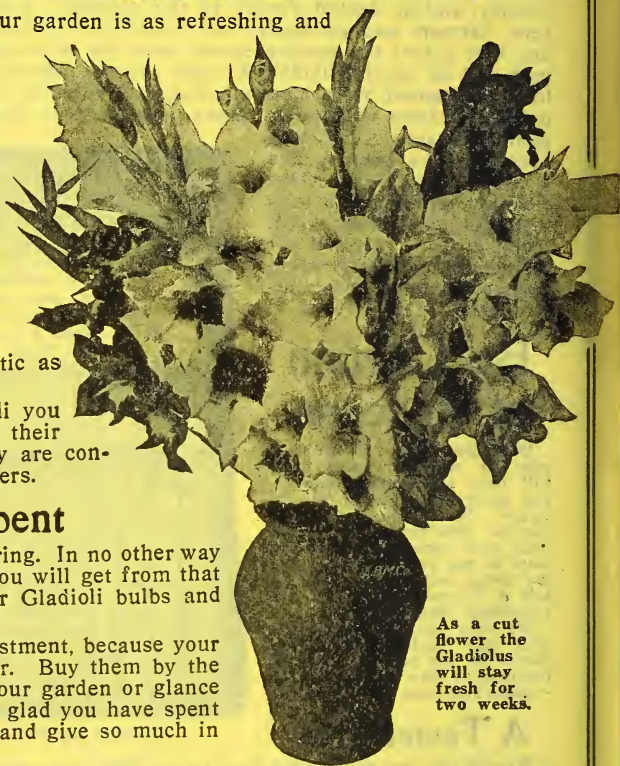 ur garden is as refreshing and
tic as
li you
their
y are con-
ers.
pent
ring. In no other way
ou will get from that
r Gladioli bulbs and
stment, because your
r. Buy them by the
our garden or glance
glad you have spent
and give so much in
As a cut
flower the
Gladiolus
will stay
fresh for
two weeks.
A